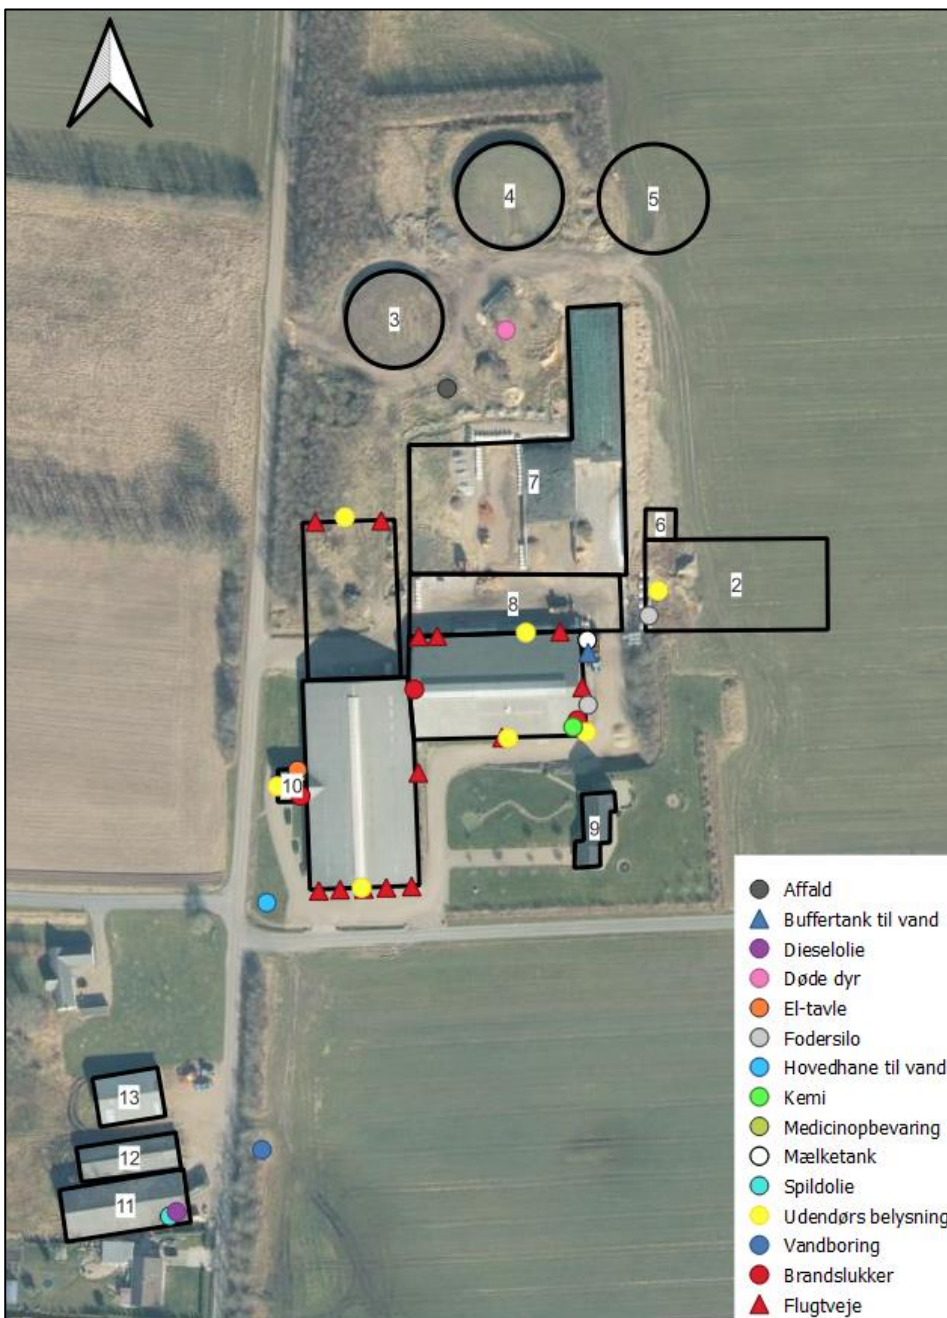 4
5
3
7
6
2
8
10
9
13
12
11
Affald
Buffertank til vand
Dieselolie
Døde dyr
El-tavle
Fodersilo
Hovedhane til vand
Kemi
Medicinopbevaring
Mælketank
Spildolie
Udendørs belysning
Vandboring
Brandslukker
Flugtveje